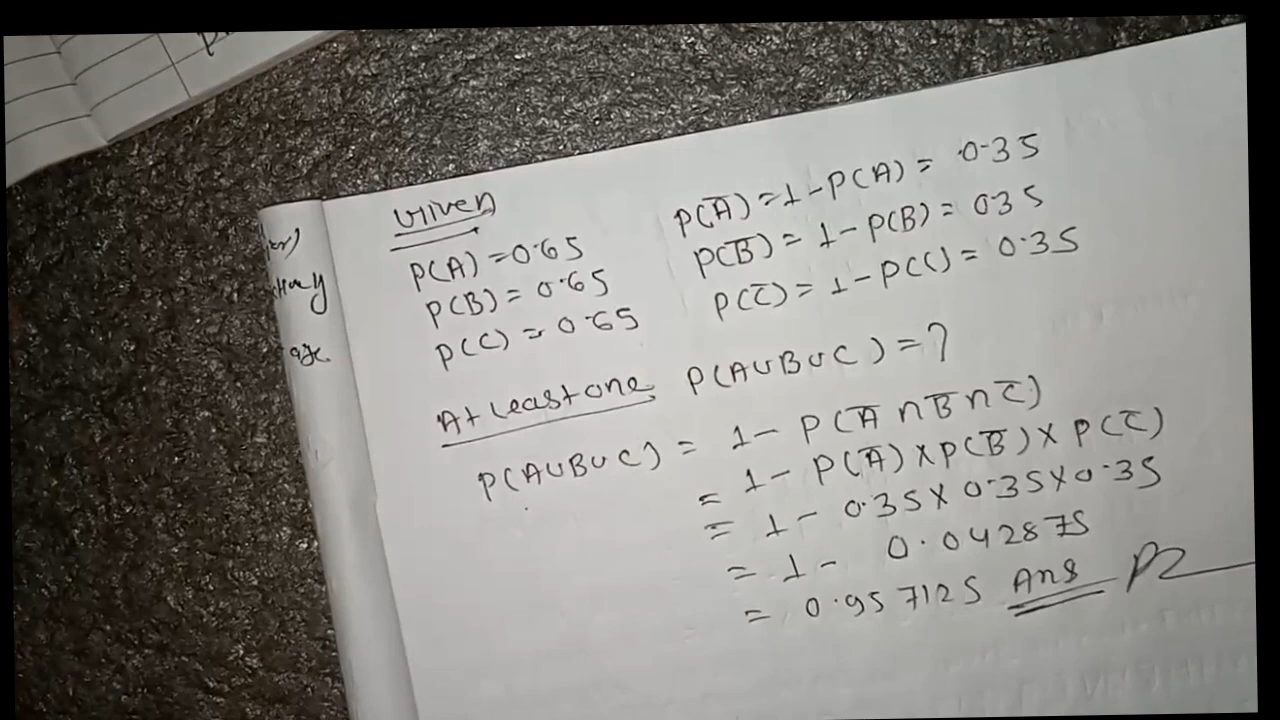 Given
P(A) = 0.65
P(B) = 0.65
P(C) = 0.65
P(A̅) = 1 - P(A) = 0.35
P(B̅) = 1 - P(B) = 0.35
P(C̅) = 1 - P(C) = 0.35
At least one P(A∪B∪C) = ?
P(A∪B∪C) = 1 - P(A̅ ∩ B̅ ∩ C̅)
= 1 - P(A̅) × P(B̅) × P(C̅)
= 1 - 0.35 × 0.35 × 0.35
= 1 - 0.042875
= 0.957125 Ans